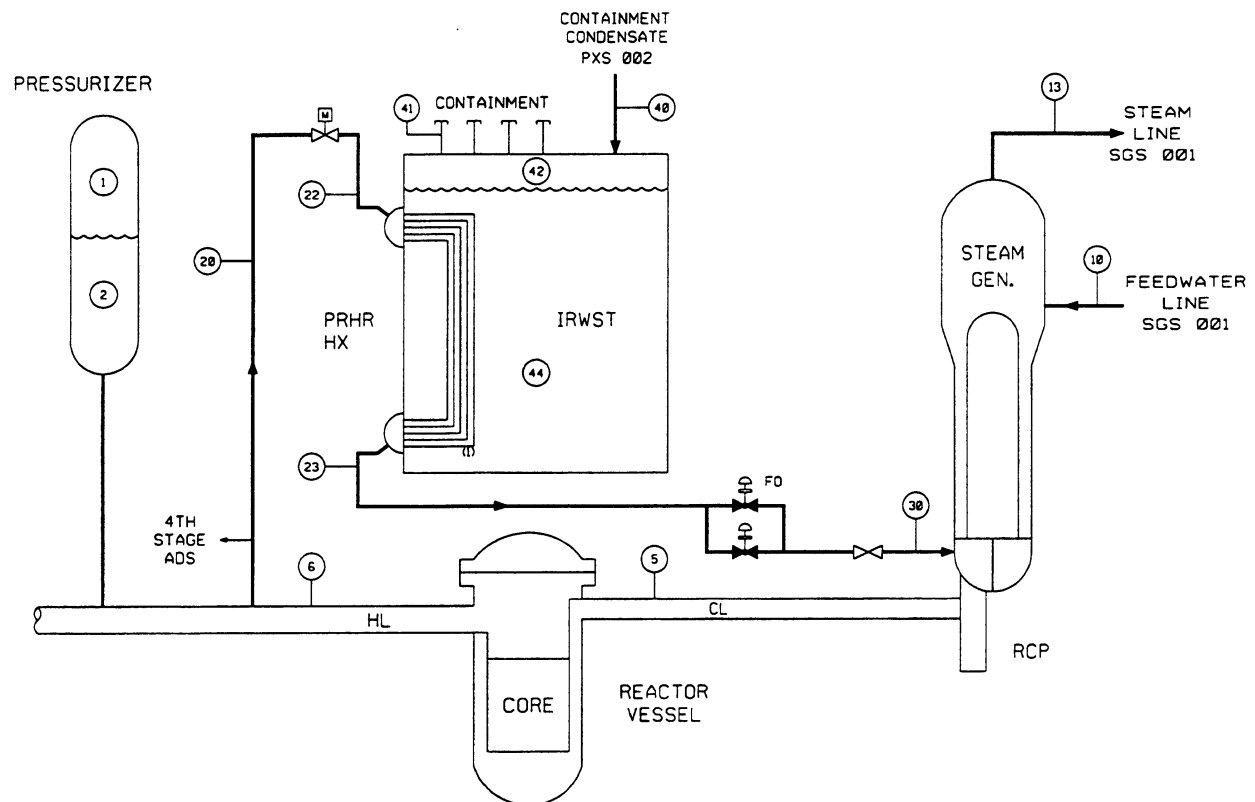 CONTAINMENT
CONDENSATE
PXS 002
PRESSURIZER
13
41
CONTAINMENT
40
STEAM
LINE
SGS 001
M
1
42
22
20
STEAM
GEN.
10
FEEDWATER
LINE
SGS 001
2
PRHR
HX
IRWST
44
23
FO
30
4TH
STAGE
ADS
6
5
HL
CL
RCP
CORE
REACTOR
VESSEL